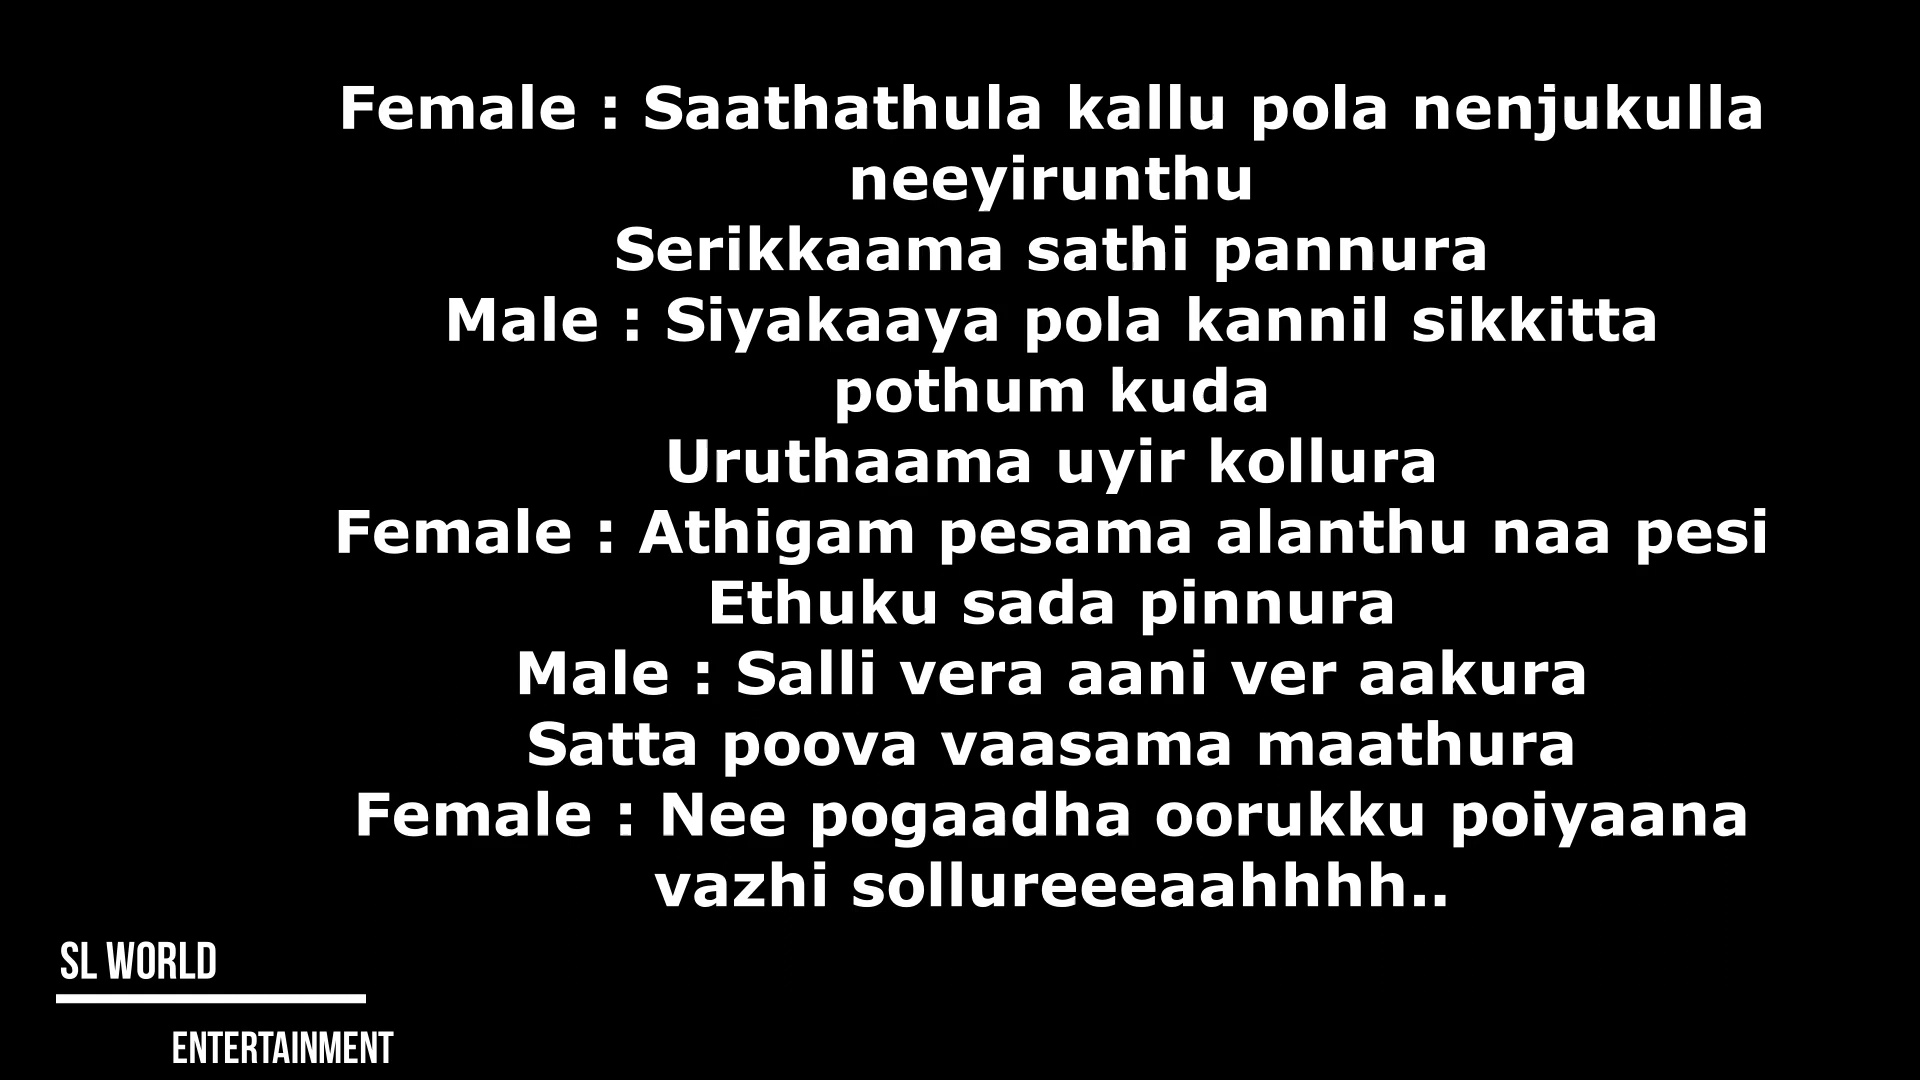 Female : Saathathula kallu pola nenjukulla
neeyirunthu
Serikkaama sathi pannura
Male : Siyakaaya pola kannil sikkitta
pothum kuda
Uruthaama uyir kollura
Female : Athigam pesama alanthu naa pesi
Ethuku sada pinnura
Male : Salli vera aani ver aakura
Satta poova vaasama maathura
Female : Nee pogaadha oorukku poiyaana
vazhi sollureeeaahhhh..
SL WORLD
ENTERTAINMENT